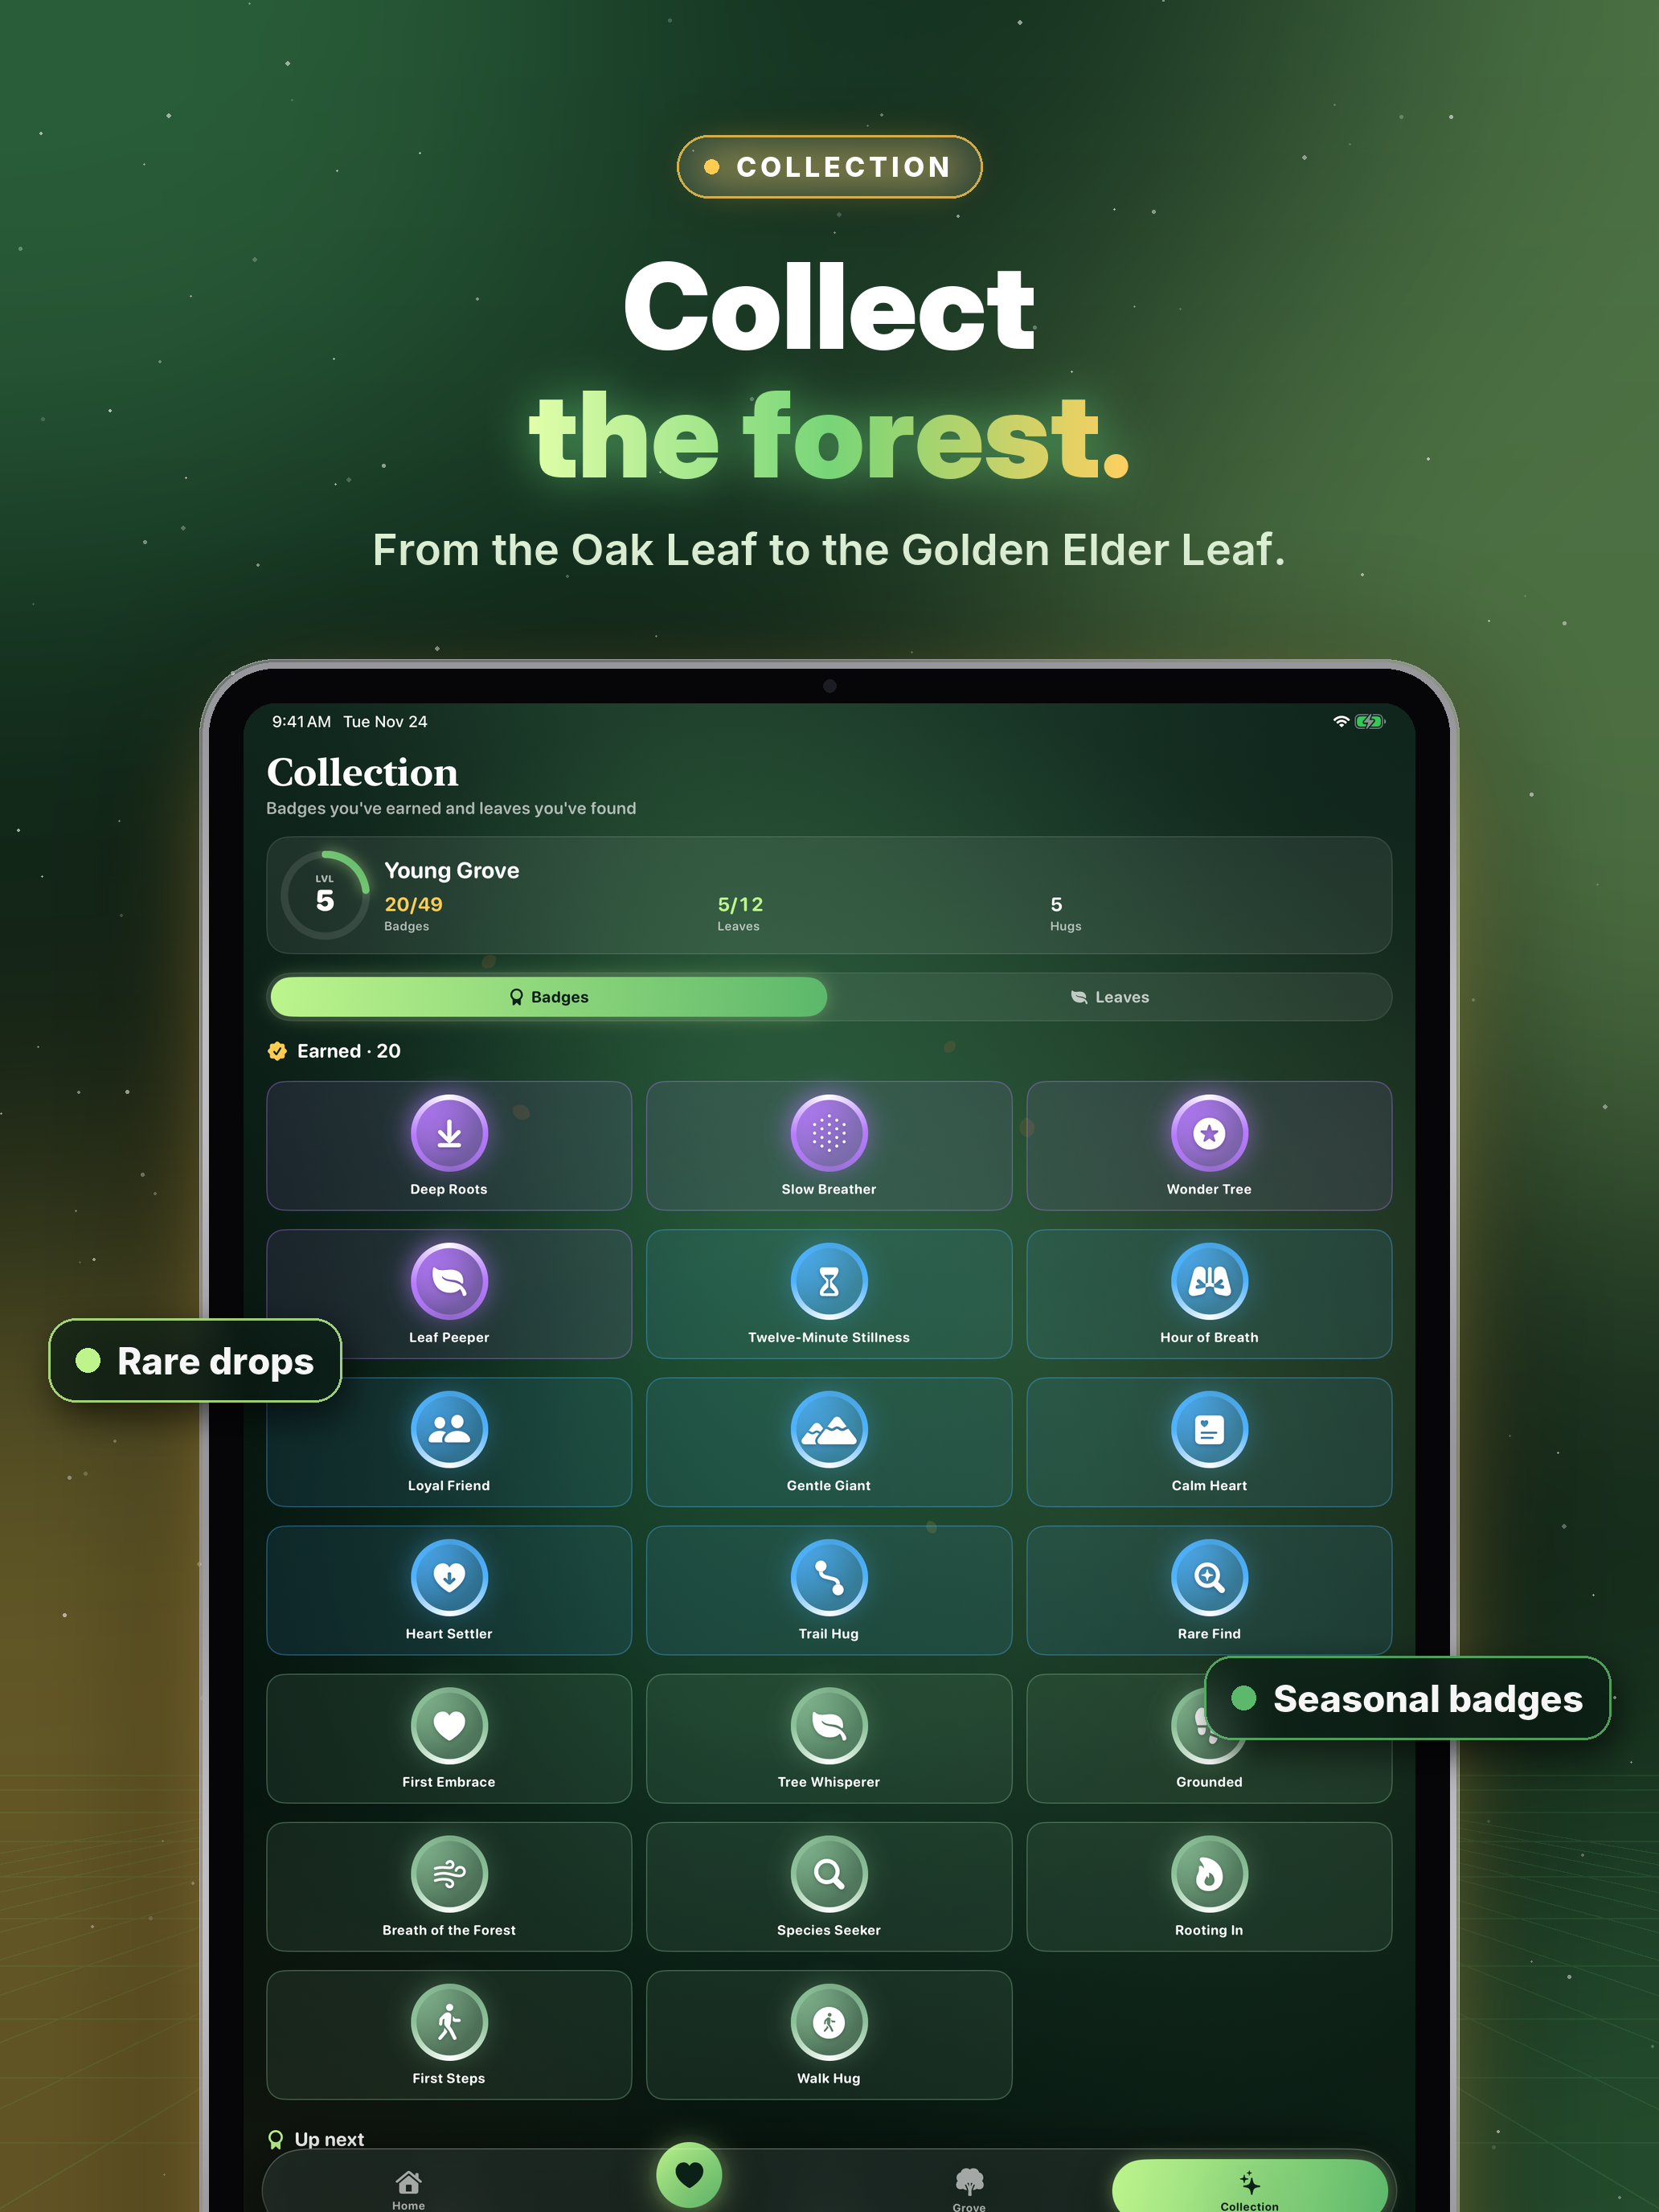 COLLECTION
Collect
the forest.
From the Oak Leaf to the Golden Elder Leaf.
9:41 AM Tue Nov 24
Collection
Badges you've earned and leaves you've found
LVL
5
Young Grove
20/49
Badges
5/12
Leaves
5
Hugs
Badges
Leaves
Earned · 20
Deep Roots
Slow Breather
Wonder Tree
Leaf Peeper
Twelve-Minute Stillness
Hour of Breath
Rare drops
Loyal Friend
Gentle Giant
Calm Heart
Heart Settler
Trail Hug
Rare Find
Seasonal badges
First Embrace
Tree Whisperer
Grounded
Breath of the Forest
Species Seeker
Rooting In
First Steps
Walk Hug
Up next
Home
Grove
Collection